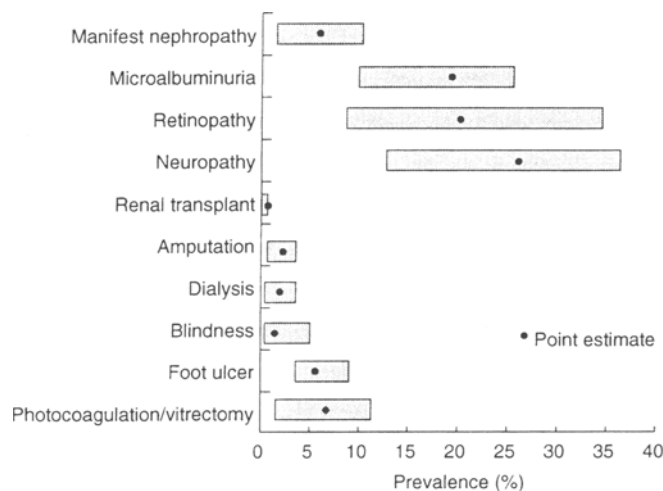 Manifest nephropathy
Microalbuminuria
Retinopathy
Neuropathy
Renal transplant
Amputation
Dialysis
Blindness
Point estimate
Foot ulcer
Photocoagulation/vitrectomy
0 5 10 15 20 25 30 35 40
Prevalence (%)